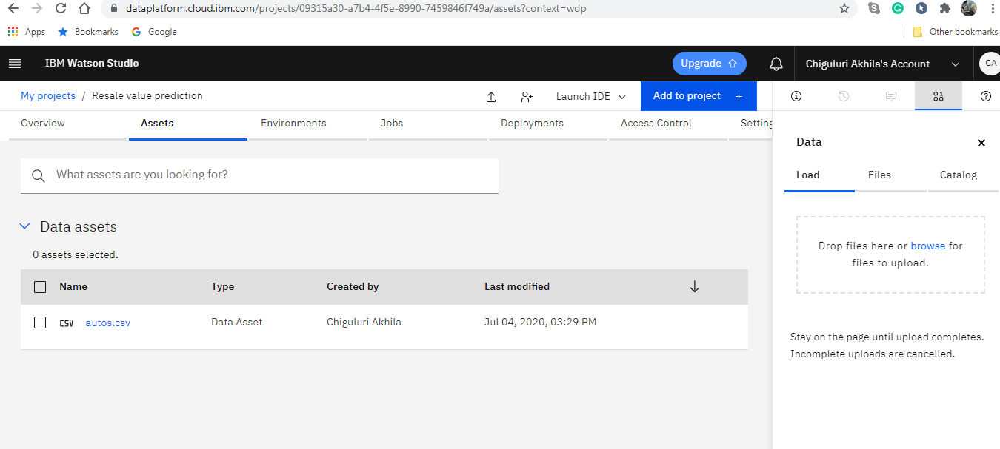 dataplatform.cloud.ibm.com/projects/09315a30-a7b4-4f5e-8990-7459846f749a/assets?context=wdp
Apps Bookmarks Google Other bookmarks
IBM Watson Studio Upgrade Chiguluri Akhila's Account CA
My projects / Resale value prediction Launch IDE Add to project +
Overview Assets Environments Jobs Deployments Access Control Setting
Data
Load Files Catalog
What assets are you looking for?
Drop files here or browse for
files to upload.
Stay on the page until upload completes.
Incomplete uploads are cancelled.
Data assets
0 assets selected.
Name Type Created by Last modified
CSV autos.csv Data Asset Chiguluri Akhila Jul 04, 2020, 03:29 PM